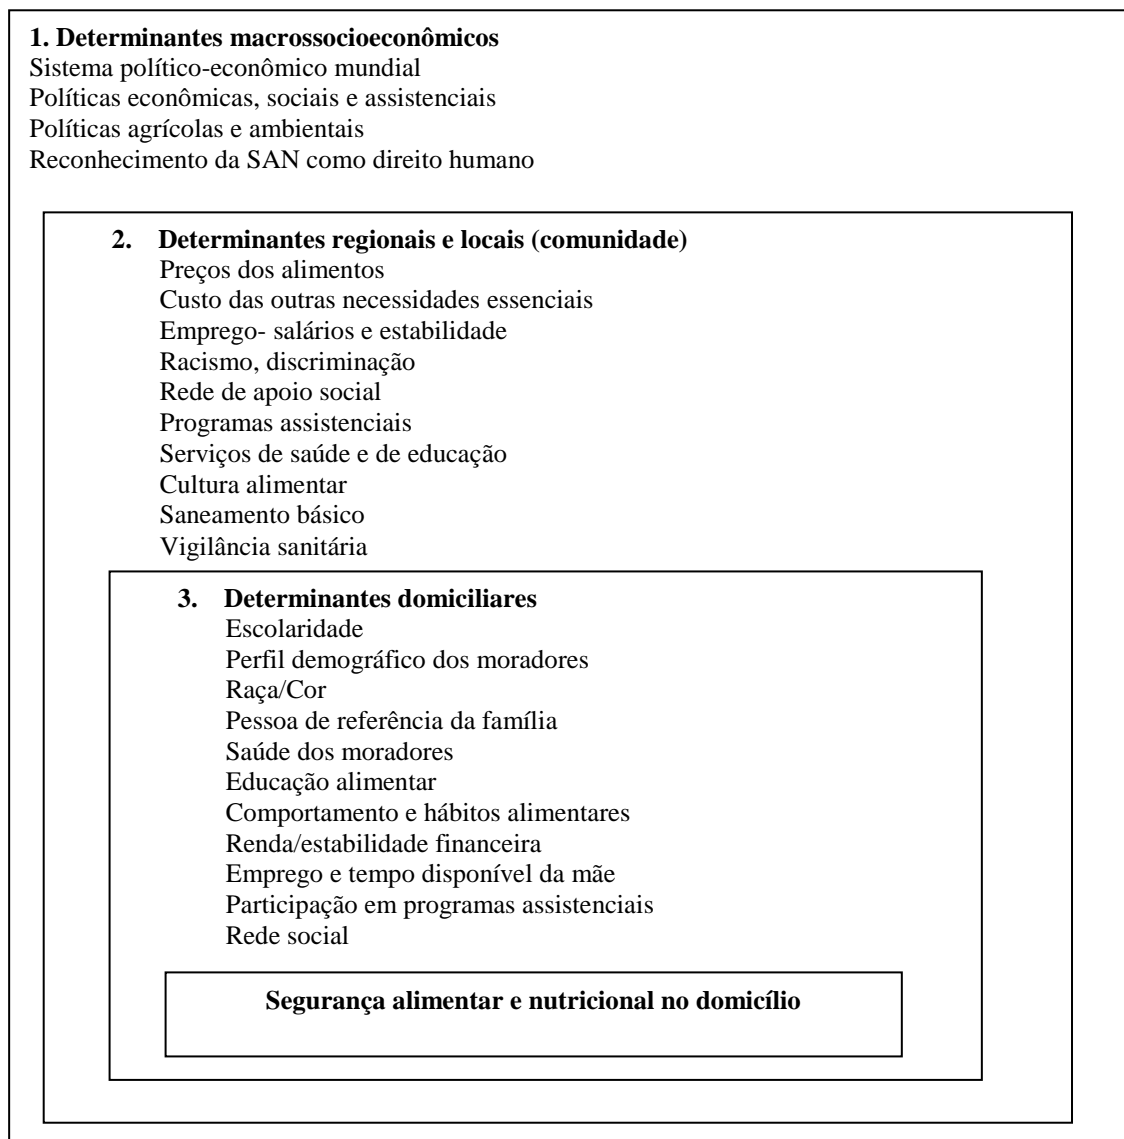 1. Determinantes macrossocioeconômicos
Sistema político-econômico mundial
Políticas econômicas, sociais e assistenciais
Políticas agrícolas e ambientais
Reconhecimento da SAN como direito humano
2. Determinantes regionais e locais (comunidade)
Preços dos alimentos
Custo das outras necessidades essenciais
Emprego- salários e estabilidade
Racismo, discriminação
Rede de apoio social
Programas assistenciais
Serviços de saúde e de educação
Cultura alimentar
Saneamento básico
Vigilância sanitária
3. Determinantes domiciliares
Escolaridade
Perfil demográfico dos moradores
Raça/Cor
Pessoa de referência da família
Saúde dos moradores
Educação alimentar
Comportamento e hábitos alimentares
Renda/estabilidade financeira
Emprego e tempo disponível da mãe
Participação em programas assistenciais
Rede social
Segurança alimentar e nutricional no domicílio